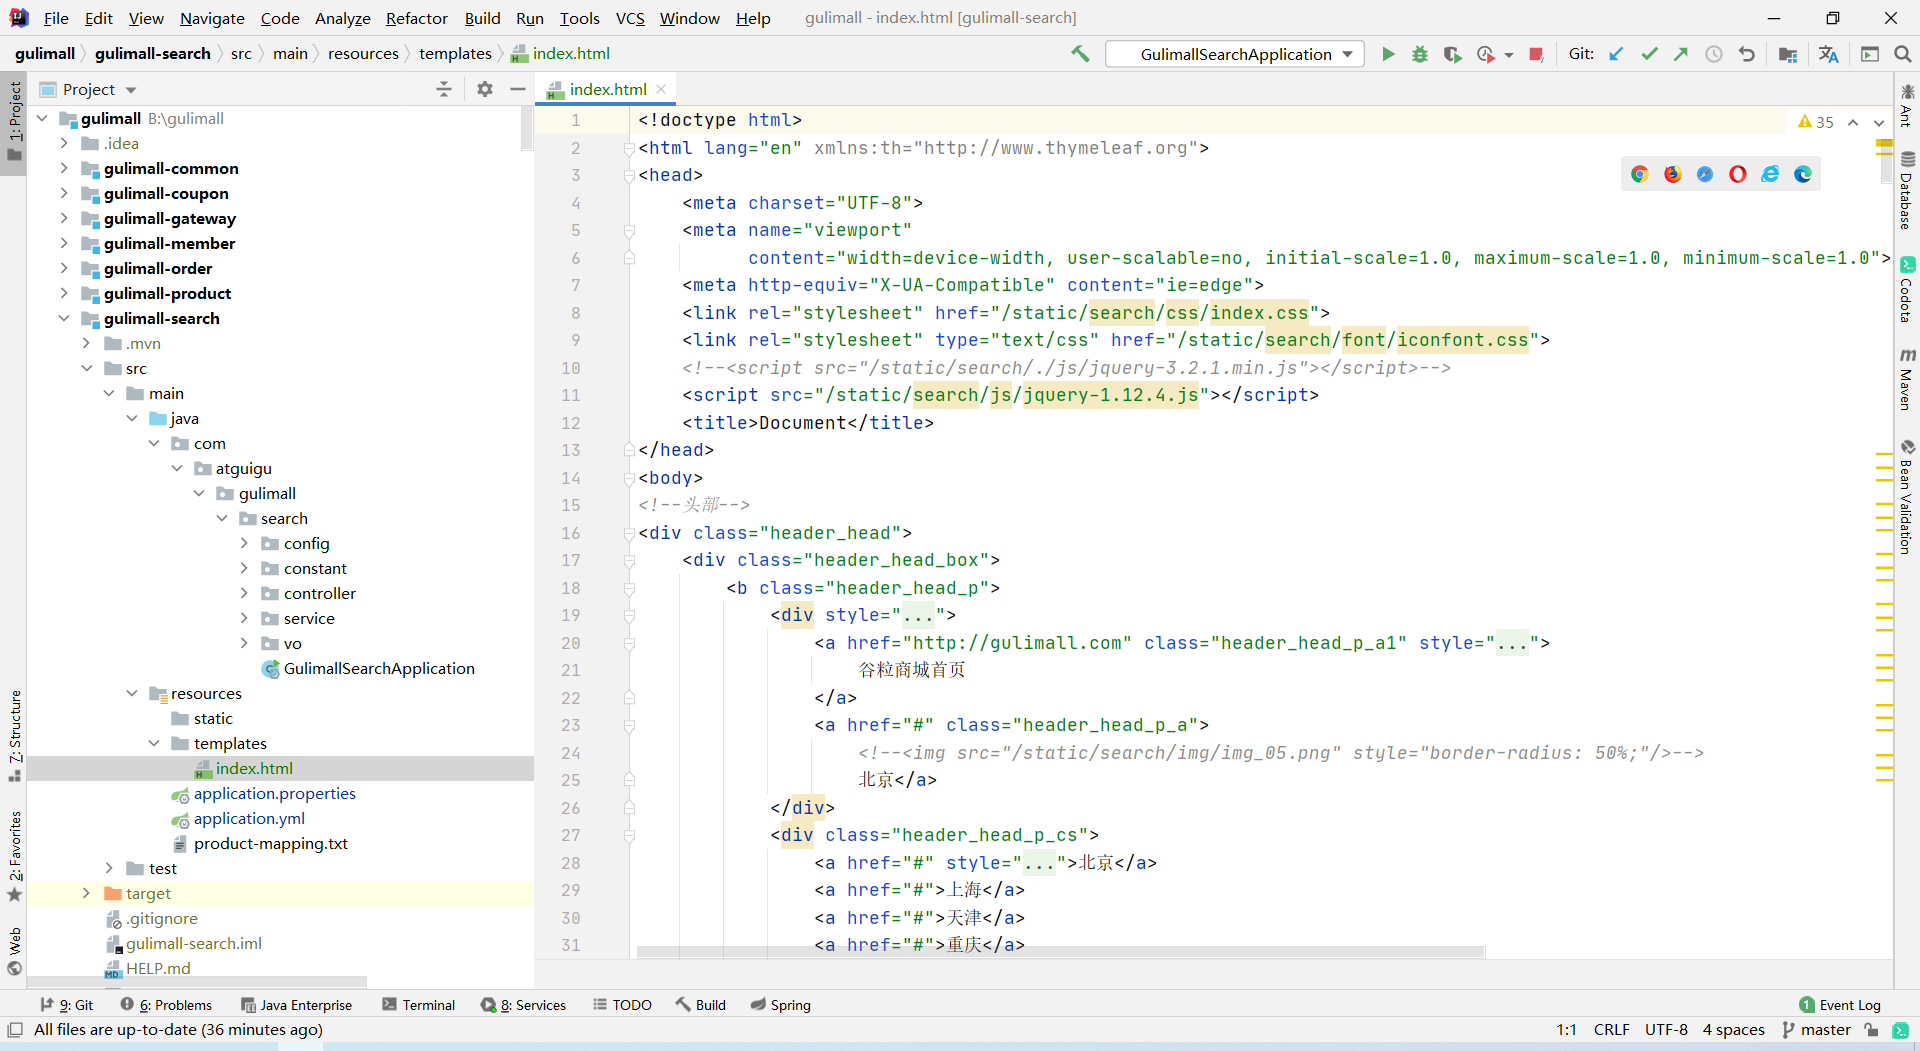 File Edit View Navigate Code Analyze Refactor Build Run Tools VCS Window Help gulimall - index.html [gulimall-search]
gulimall gulimall-search src main resources templates index.html GulimallSearchApplication Git:
Project index.html
1: Project
7: Structure
2: Favorites
Web
gulimall B:\gulimall
.idea
gulimall-common
gulimall-coupon
gulimall-gateway
gulimall-member
gulimall-order
gulimall-product
gulimall-search
.mvn
src
main
java
com
atguigu
gulimall
search
config
constant
controller
service
vo
GulimallSearchApplication
resources
static
templates
index.html
application.properties
application.yml
product-mapping.txt
test
target
.gitignore
gulimall-search.iml
HELP.md
35
1 <!doctype html>
2 <html lang="en" xmlns:th="http://www.thymeleaf.org">
3 <head>
4 <meta charset="UTF-8">
5 <meta name="viewport"
6 content="width=device-width, user-scalable=no, initial-scale=1.0, maximum-scale=1.0, minimum-scale=1.0">
7 <meta http-equiv="X-UA-Compatible" content="ie=edge">
8 <link rel="stylesheet" href="/static/search/css/index.css">
9 <link rel="stylesheet" type="text/css" href="/static/search/font/iconfont.css">
10 <!--<script src="/static/search/./js/jquery-3.2.1.min.js"></script>-->
11 <script src="/static/search/js/jquery-1.12.4.js"></script>
12 <title>Document</title>
13 </head>
14 <body>
15 <!--头部-->
16 <div class="header_head">
17 <div class="header_head_box">
18 <b class="header_head_p">
19 <div style="...">
20 <a href="http://gulimall.com" class="header_head_p_a1" style="...">
21 谷粒商城首页
22 </a>
23 <a href="#" class="header_head_p_a">
24 <!--<img src="/static/search/img/img_05.png" style="border-radius: 50%;"/>-->
25 北京</a>
26 </div>
27 <div class="header_head_p_cs">
28 <a href="#" style="...">北京</a>
29 <a href="#">上海</a>
30 <a href="#">天津</a>
31 <a href="#">重庆</a>
Ant
Database
Codota
Maven
Bean Validation
9: Git 6: Problems Java Enterprise Terminal 8: Services TODO Build Spring 1 Event Log
All files are up-to-date (36 minutes ago) 1:1 CRLF UTF-8 4 spaces master